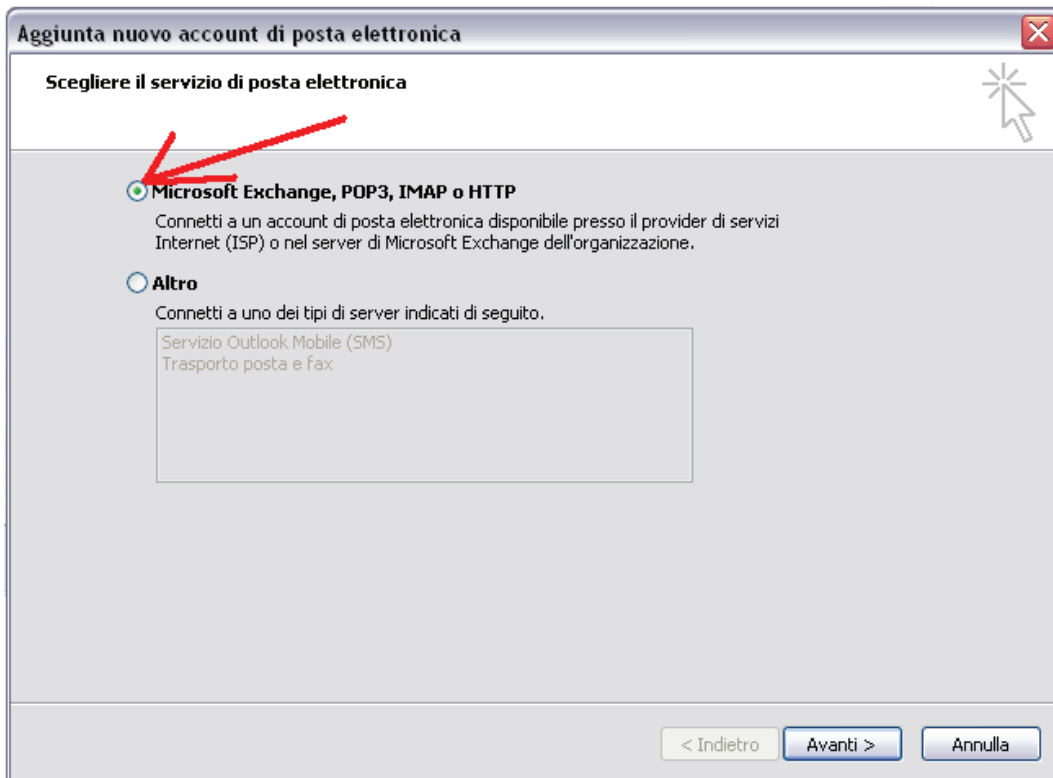 Aggiunta nuovo account di posta elettronica
Scegliere il servizio di posta elettronica
Microsoft Exchange, POP3, IMAP o HTTP
Connetti a un account di posta elettronica disponibile presso il provider di servizi
Internet (ISP) o nel server di Microsoft Exchange dell'organizzazione.
Altro
Connetti a uno dei tipi di server indicati di seguito.
Servizio Outlook Mobile (SMS)
Trasporto posta e fax
< Indietro Avanti > Annulla